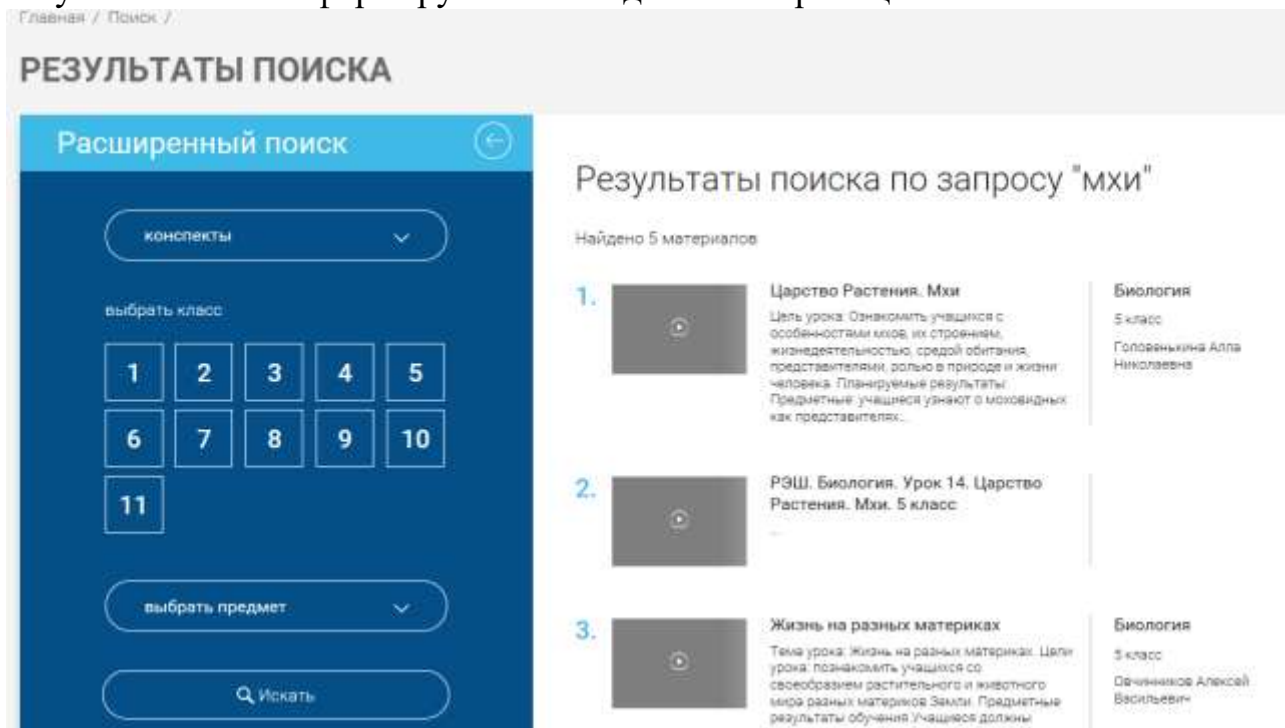 Главная / Поиск /
РЕЗУЛЬТАТЫ ПОИСКА
Расширенный поиск
конспекты
выбрать класс
1 2 3 4 5
6 7 8 9 10
11
выбрать предмет
Искать
Результаты поиска по запросу "мхи"
Найдено 5 материалов
1.
Царство Растения. Мхи
Цель урока: Ознакомить учащихся с
особенностями мхов, их строением,
жизнедеятельностью, средой обитания,
представителями, ролью в природе и жизни
человека. Планируемые результаты:
Предметные: учащиеся узнают о моховидных
как представителях...
Биология
5 класс
Головенькина Алла
Николаевна
2.
РЭШ. Биология. Урок 14. Царство
Растения. Мхи. 5 класс
...
3.
Жизнь на разных материках
Тема урока: Жизнь на разных материках. Цели
урока: познакомить учащихся со
своеобразием растительного и животного
мира разных материков Земли. Предметные
результаты обучения Учащиеся должны
Биология
5 класс
Овчинников Алексей
Васильевич